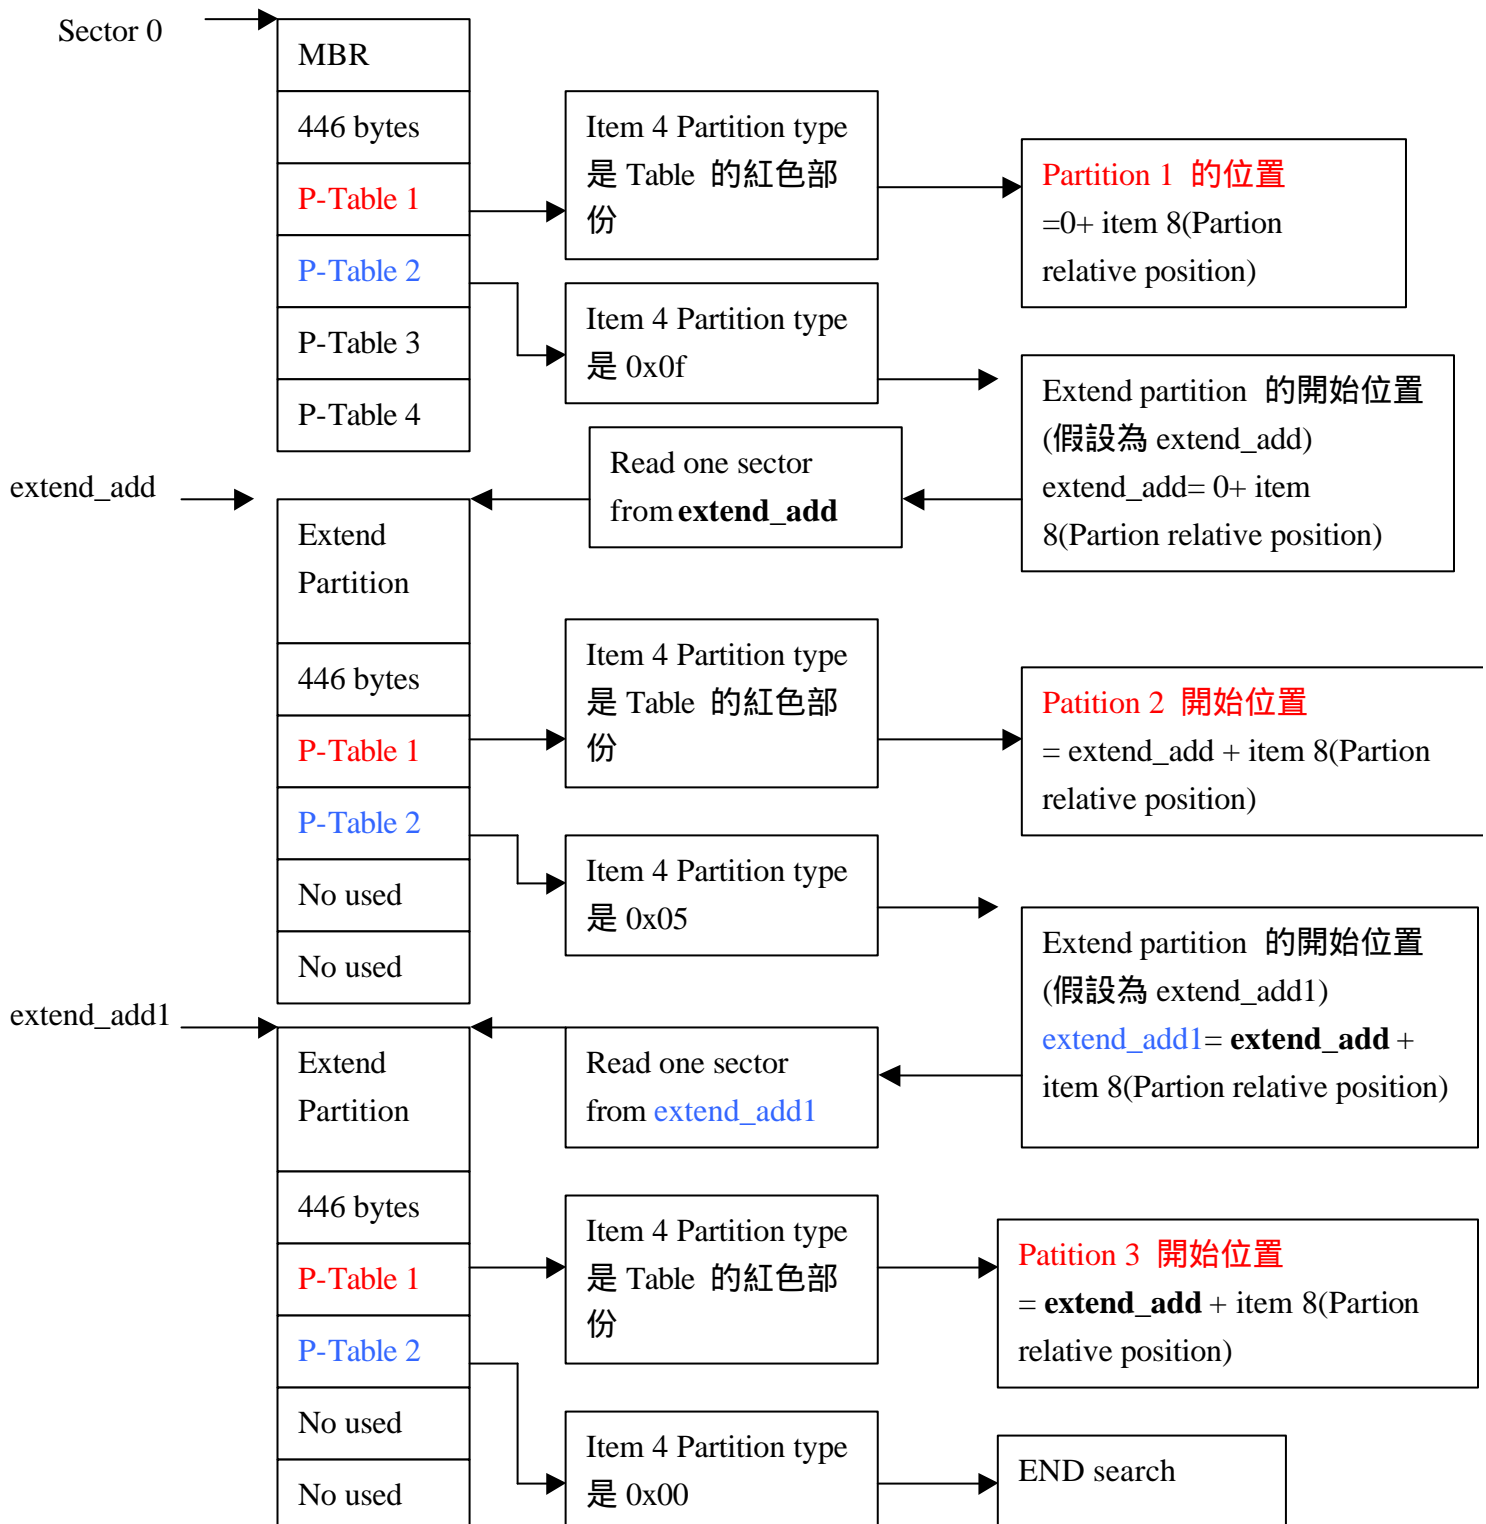 Sector 0
MBR
446 bytes
P-Table 1
P-Table 2
P-Table 3
P-Table 4
Item 4 Partition type
是 Table 的紅色部
份
Partition 1 的位置
=0+ item 8(Partion
relative position)
Item 4 Partition type
是 0x0f
Extend partition 的開始位置
(假設為 extend_add)
extend_add= 0+ item
8(Partion relative position)
Read one sector
from extend_add
extend_add
Extend
Partition
446 bytes
P-Table 1
P-Table 2
No used
No used
Item 4 Partition type
是 Table 的紅色部
份
Patition 2 開始位置
= extend_add + item 8(Partion
relative position)
Item 4 Partition type
是 0x05
Extend partition 的開始位置
(假設為 extend_add1)
extend_add1= extend_add +
item 8(Partion relative position)
Read one sector
from extend_add1
extend_add1
Extend
Partition
446 bytes
P-Table 1
P-Table 2
No used
No used
Item 4 Partition type
是 Table 的紅色部
份
Patition 3 開始位置
= extend_add + item 8(Partion
relative position)
Item 4 Partition type
是 0x00
END search